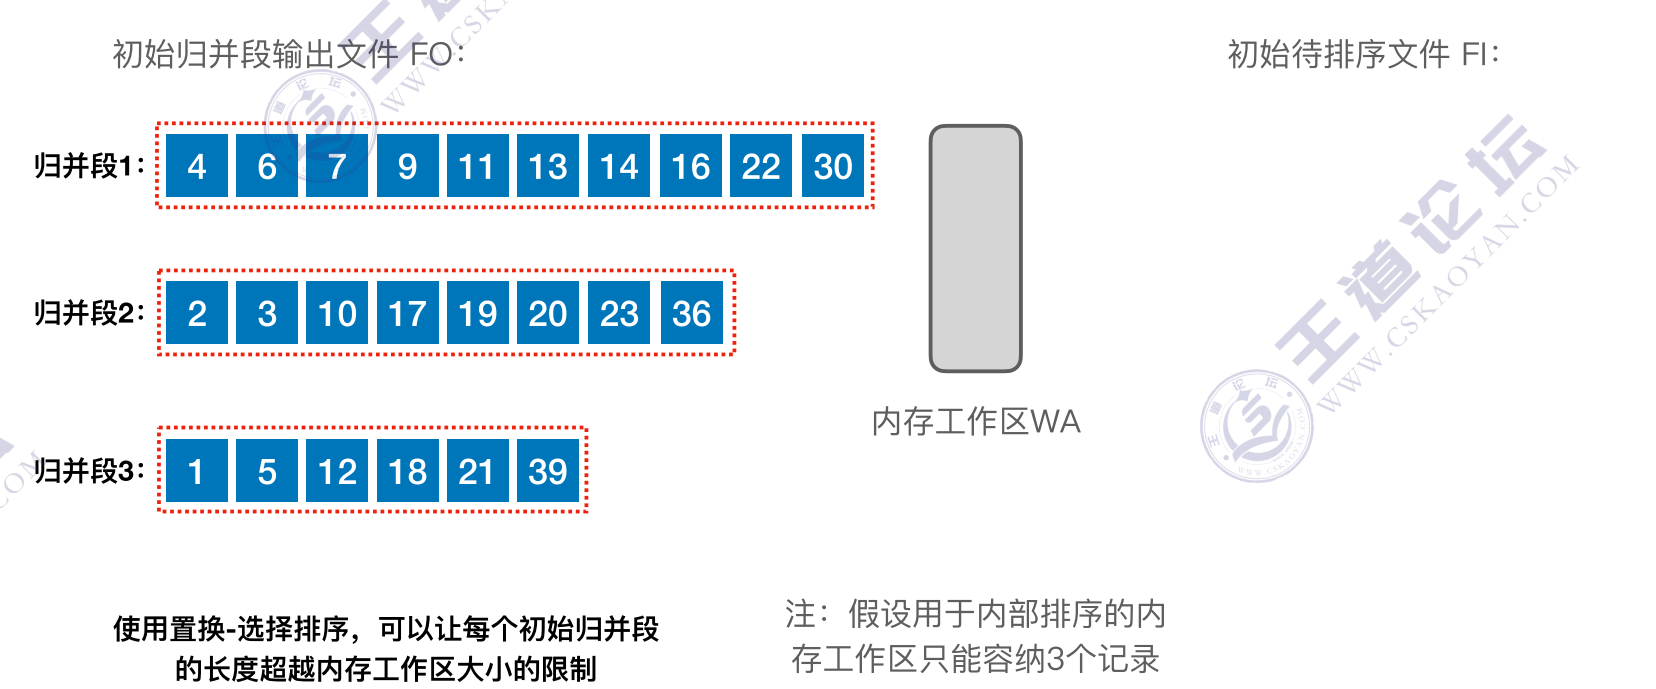 初始归并段输出文件 FO：
初始待排序文件 FI：
归并段1：
4 6 7 9 11 13 14 16 22 30
归并段2：
2 3 10 17 19 20 23 36
归并段3：
1 5 12 18 21 39
内存工作区WA
使用置换-选择排序，可以让每个初始归并段
的长度超越内存工作区大小的限制
注：假设用于内部排序的内
存工作区只能容纳3个记录
王道论坛
WWW.CSKAOYAN.COM